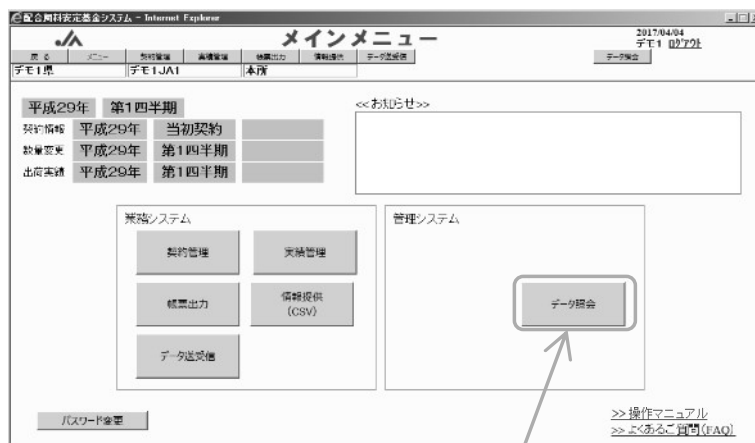 配合飼料安定基金システム - Internet Explorer
JA
メインメニュー
2017/04/04
デモ1 ログアウト
戻る メニュー 契約管理 実績管理 帳票出力 情報提供 データ送受信 データ照会
デモ1県 デモ1JA1 本所
平成29年 第1四半期
<<お知らせ>>
契約情報 平成29年 当初契約
数量変更 平成29年 第1四半期
出荷実績 平成29年 第1四半期
業務システム
管理システム
契約管理 実績管理
帳票出力 情報提供
(CSV)
データ照会
データ送受信
パスワード変更
>>操作マニュアル
>>よくあるご質問(FAQ)